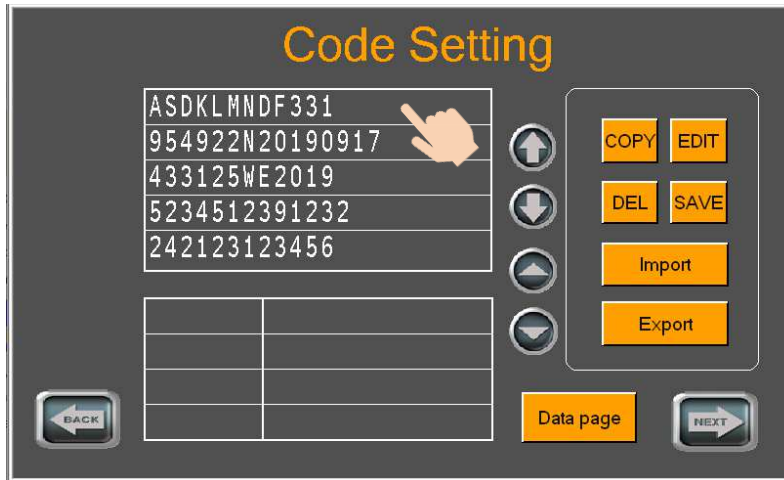 Code Setting
ASDKLMNDF331
954922N20190917
433125WE2019
5234512391232
242123123456
COPY EDIT
DEL SAVE
Import
Export
BACK
Data page
NEXT